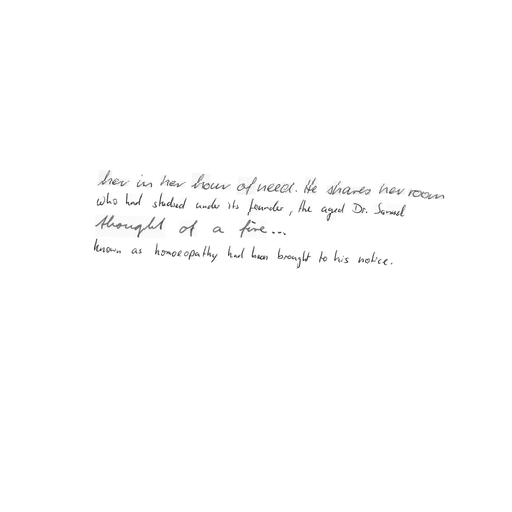 her in her hour of need. He shares her room
who had studied under its founder, the aged Dr. Samuel
thought of a fire...
known as homoeopathy had been brought to his notice.